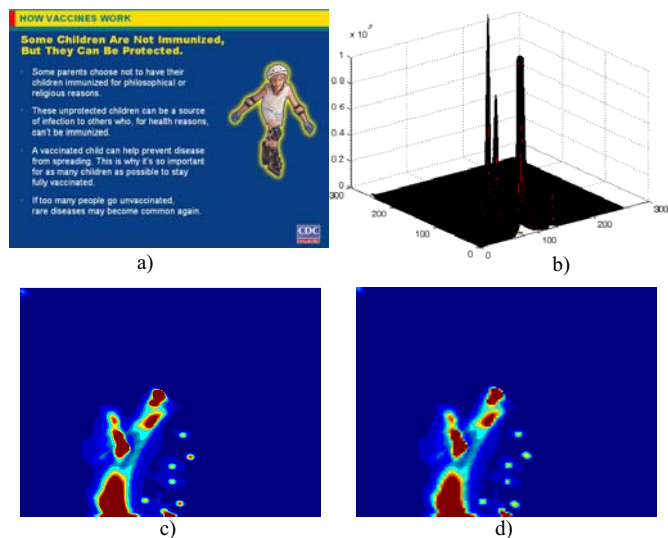 HOW VACCINES WORK
Some Children Are Not Immunized,
But They Can Be Protected.
Some parents choose not to have their
children immunized for philosophical or
religious reasons.
These unprotected children can be a source
of infection to others who, for health reasons,
can't be immunized.
A vaccinated child can help prevent disease
from spreading. This is why it's so important
for as many children as possible to stay
fully vaccinated.
If too many people go unvaccinated,
rare diseases may become common again.
CDC
a)
1
0.8
0.6
0.4
0.2
0
300
200
100
0
0
100
200
300
b)
c)
d)